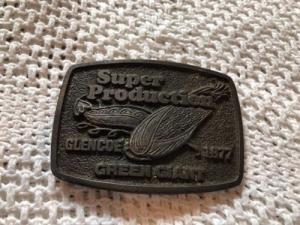 Super
Production
GLENCOE 1977
GREEN GIANT